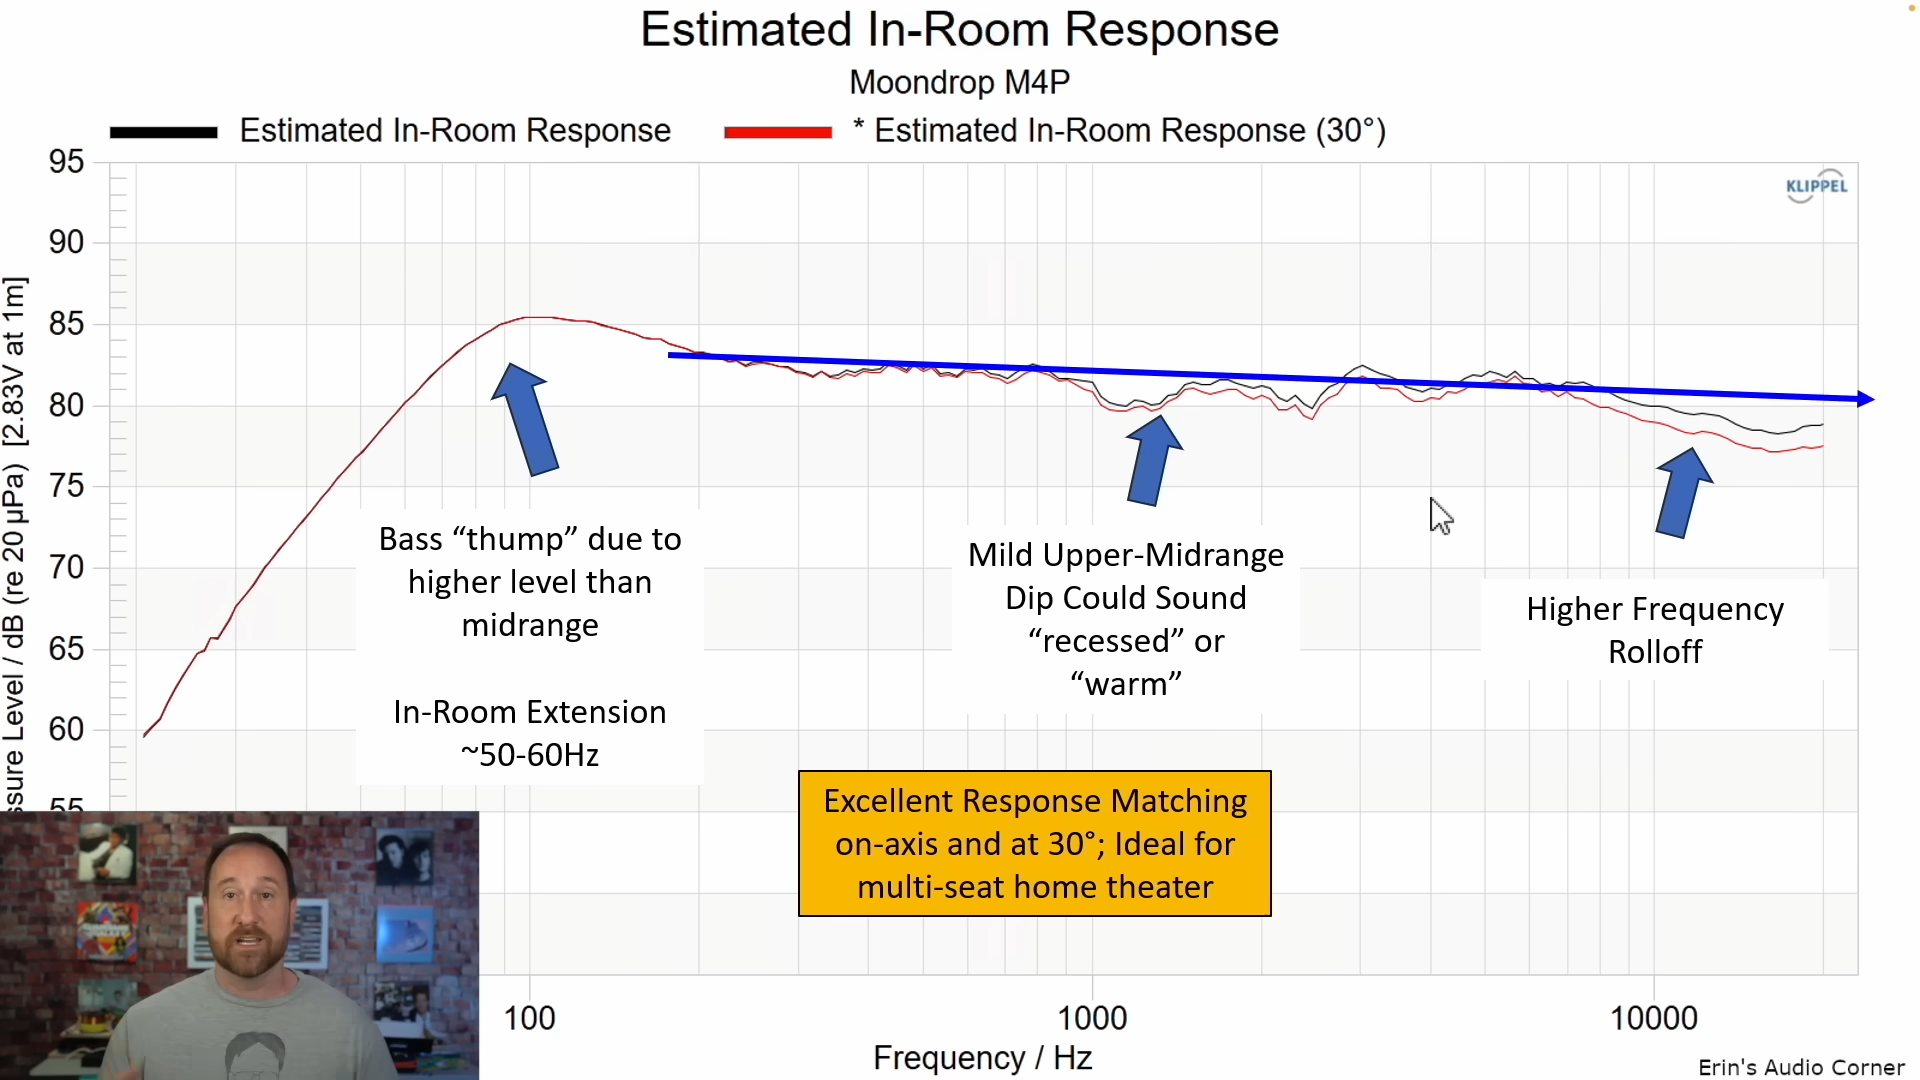 Estimated In-Room Response
Moondrop M4P
Estimated In-Room Response
* Estimated In-Room Response (30°)
KLIPPEL
95
90
85
80
75
70
65
60
55
ssure Level / dB (re 20 µPa) [2.83V at 1m]
Bass “thump” due to
higher level than
midrange
In-Room Extension
~50-60Hz
Mild Upper-Midrange
Dip Could Sound
“recessed” or
“warm”
Higher Frequency
Rolloff
Excellent Response Matching
on-axis and at 30°; Ideal for
multi-seat home theater
100
1000
10000
Frequency / Hz
Erin's Audio Corner